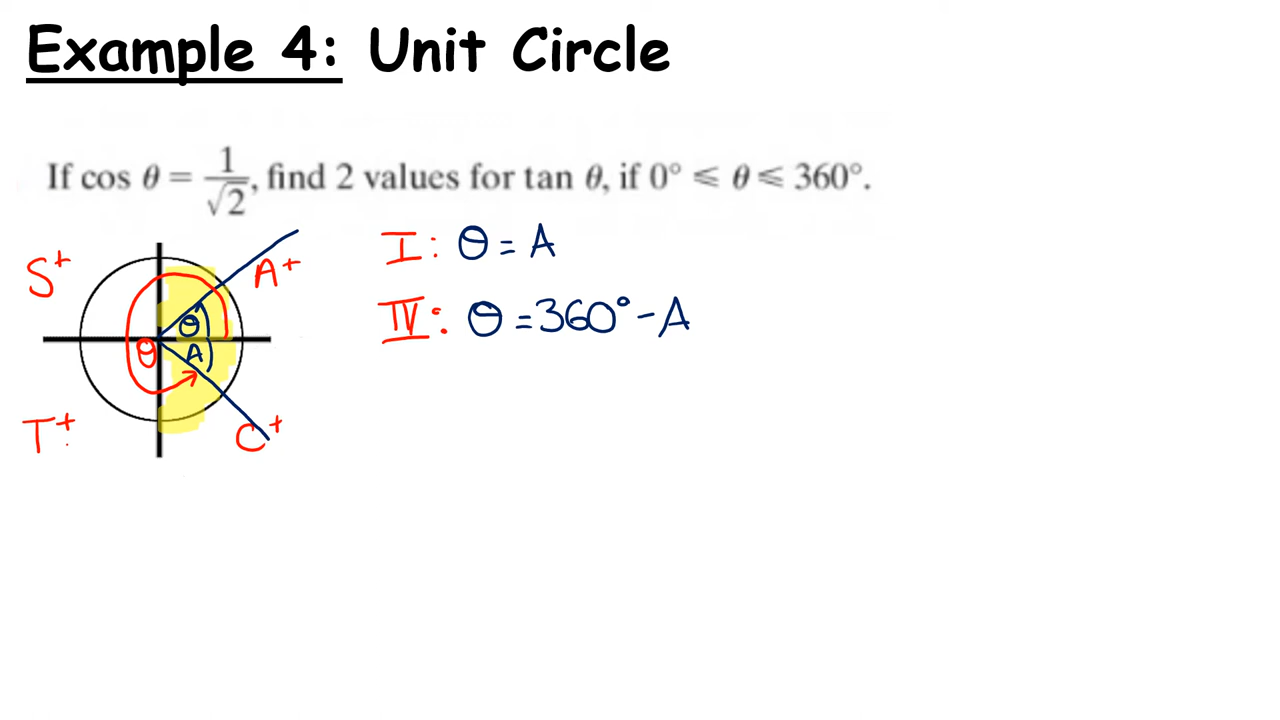 Example 4: Unit Circle
If cos θ = 1/√2, find 2 values for tan θ, if 0° ⩽ θ ⩽ 360°.
S+
A+
I: θ = A
IV: θ = 360° - A
θ
θ
A
T+
C+